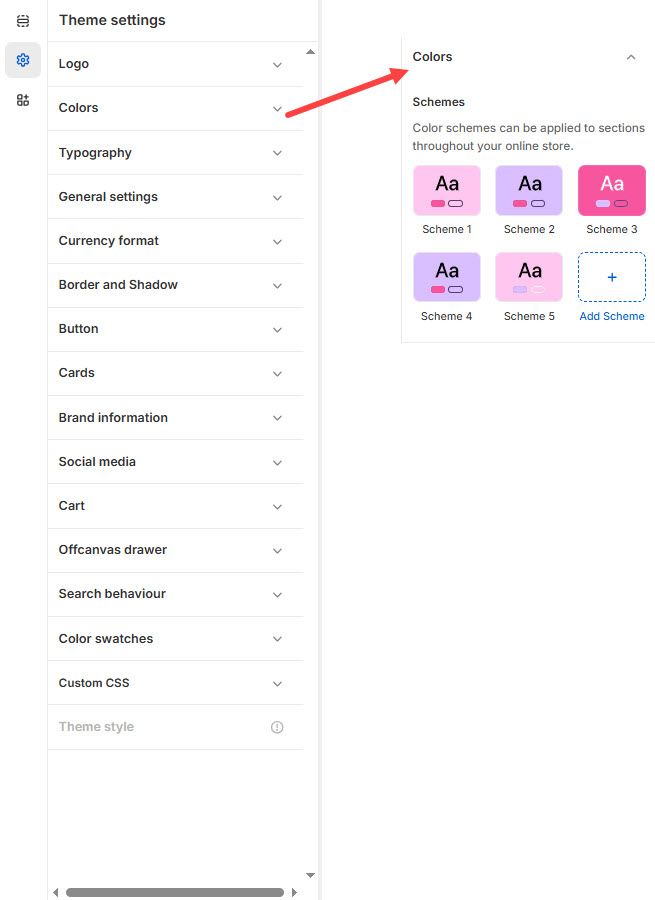 Theme settings
Logo
Colors
Typography
General settings
Currency format
Border and Shadow
Button
Cards
Brand information
Social media
Cart
Offcanvas drawer
Search behaviour
Color swatches
Custom CSS
Theme style
Colors
Schemes
Color schemes can be applied to sections
throughout your online store.
Aa Aa Aa
Scheme 1 Scheme 2 Scheme 3
Aa Aa +
Scheme 4 Scheme 5 Add Scheme